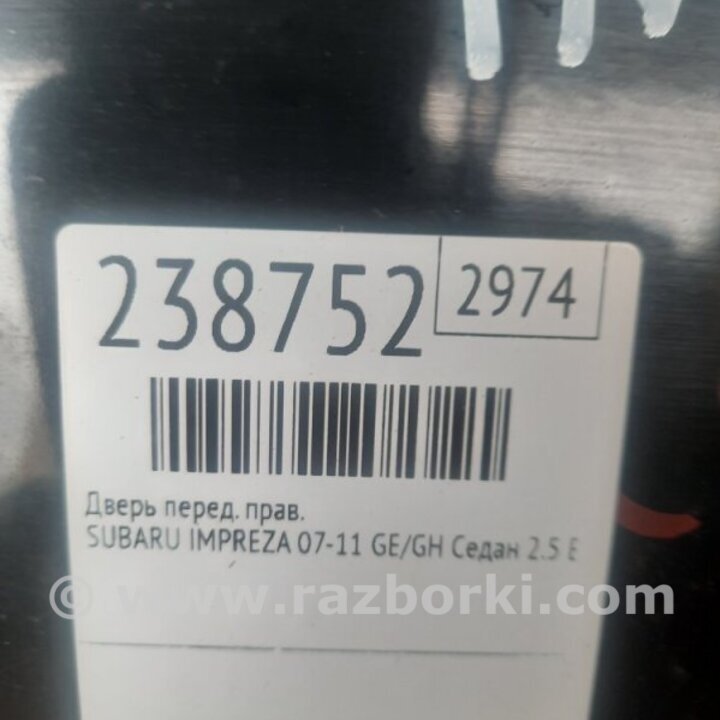 238752
2974
Дверь перед. прав.
SUBARU IMPREZA 07-11 GE/GH Седан 2.5 E
© www.razborki.com